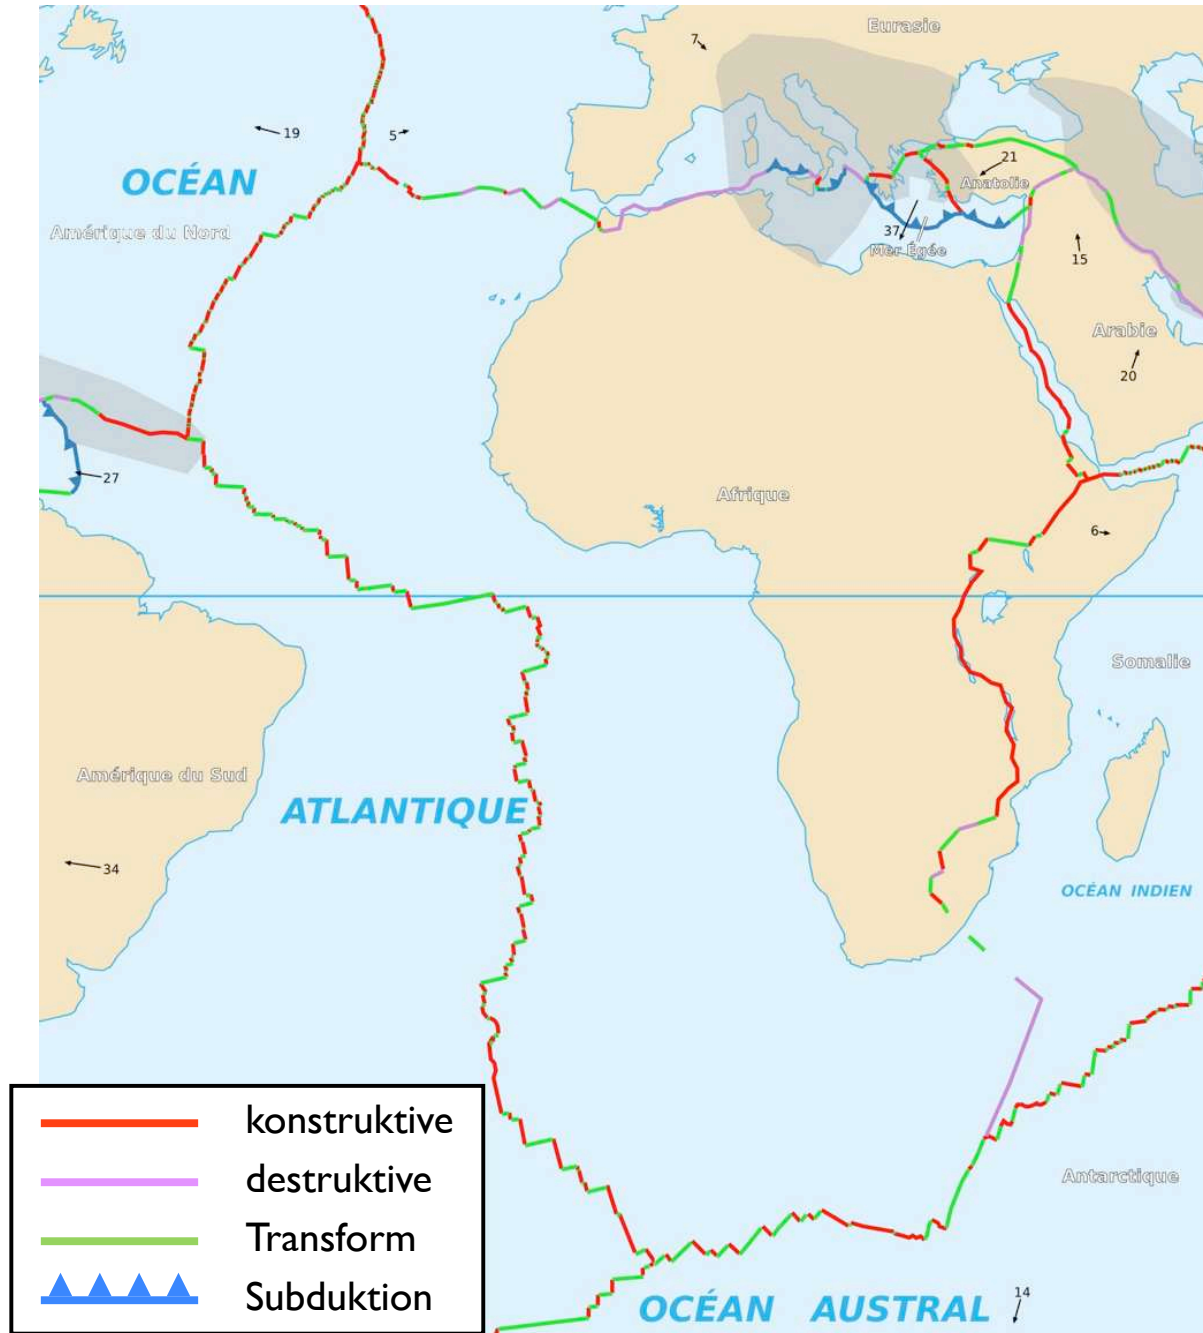 Eurasie
7
19
5
OCÉAN
21
Anatolie
Amérique du Nord
37
Mer Égée
15
Arabie
20
27
Afrique
6
Somalie
Amérique du Sud
ATLANTIQUE
34
OCÉAN INDIEN
konstruktive
destruktive
Transform
Subduktion
Antarctique
OCÉAN AUSTRAL
14